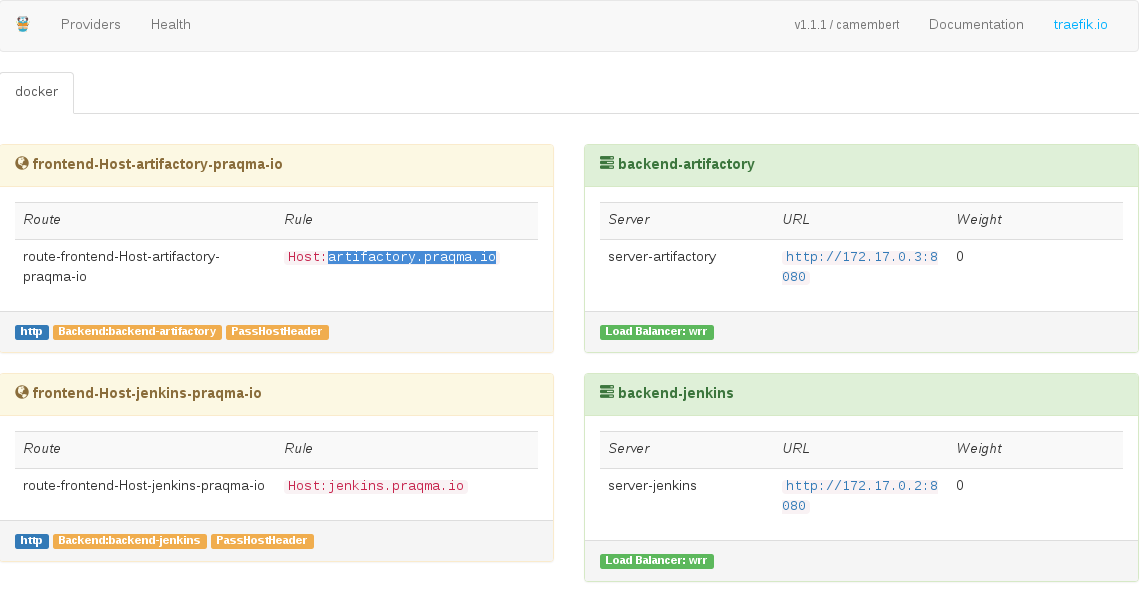 Providers Health v1.1.1 / camembert Documentation traefik.io
docker
frontend-Host-artifactory-praqma-io
Route Rule
route-frontend-Host-artifactory- Host:artifactory.praqma.io
praqma-io
http Backend:backend-artifactory PassHostHeader
backend-artifactory
Server URL Weight
server-artifactory http://172.17.0.3:8 0
080
Load Balancer: wrr
frontend-Host-jenkins-praqma-io
Route Rule
route-frontend-Host-jenkins-praqma-io Host:jenkins.praqma.io
http Backend:backend-jenkins PassHostHeader
backend-jenkins
Server URL Weight
server-jenkins http://172.17.0.2:8 0
080
Load Balancer: wrr